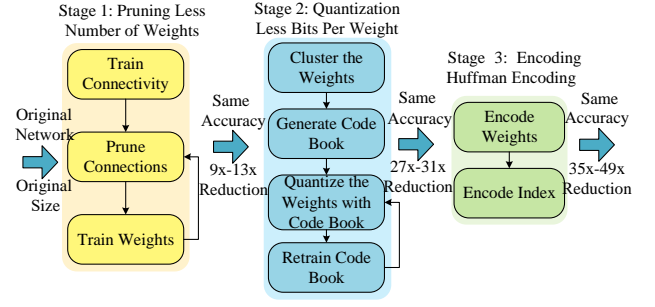 Stage 1: Pruning Less
Number of Weights
Train
Connectivity
Original
Network
Original
Size
Prune
Connections
Train Weights
Same
Accuracy
9x-13x
Reduction
Stage 2: Quantization
Less Bits Per Weight
Cluster the
Weights
Generate Code
Book
Quantize the
Weights with
Code Book
Retrain Code
Book
Same
Accuracy
27x-31x
Reduction
Stage 3: Encoding
Huffman Encoding
Encode
Weights
Encode Index
Same
Accuracy
35x-49x
Reduction